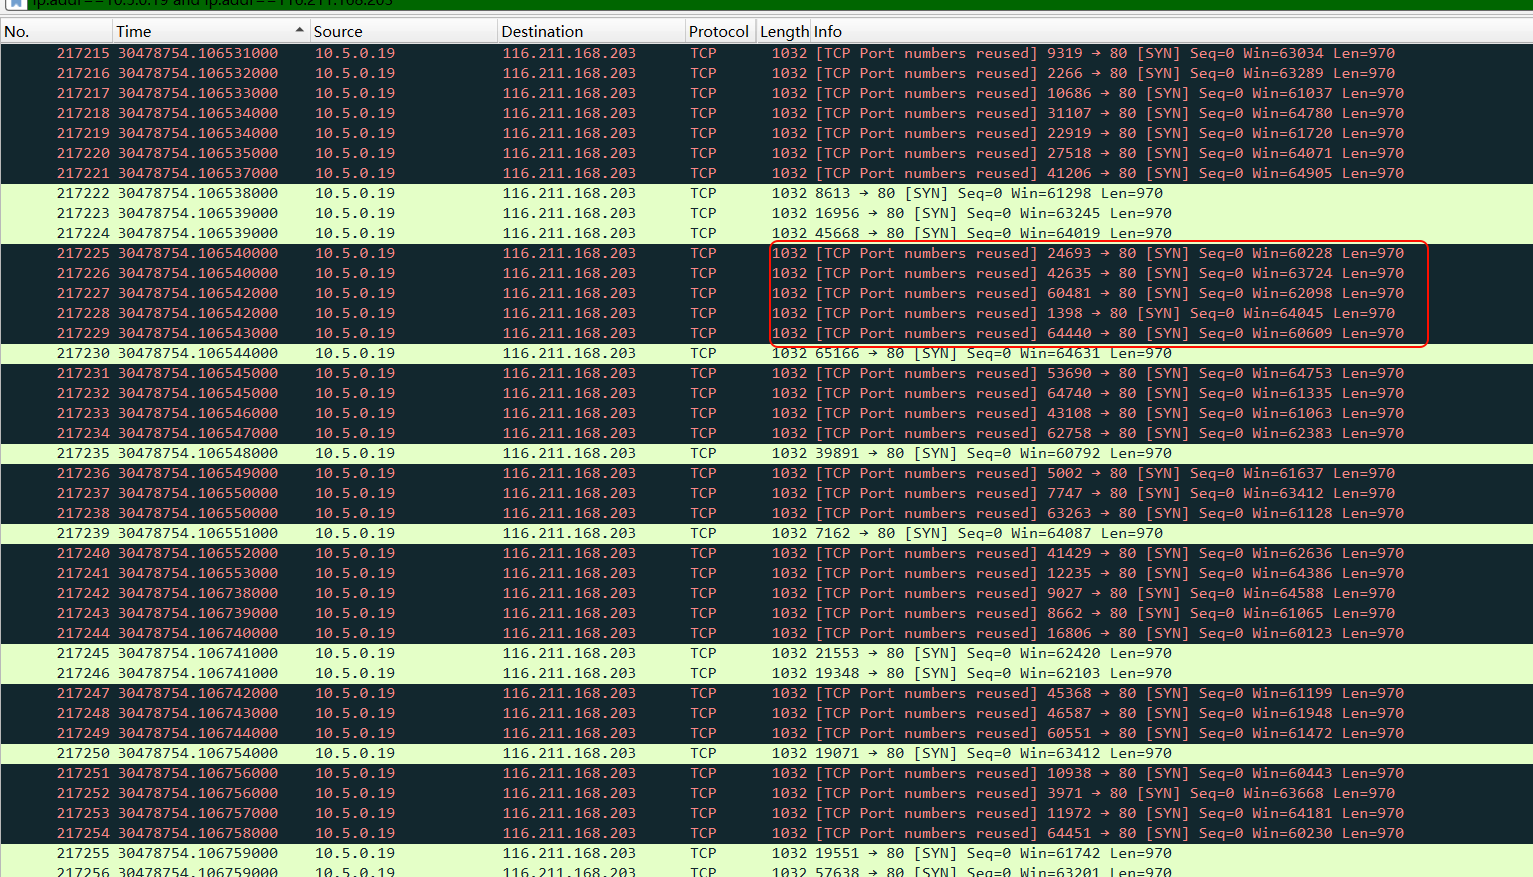 ip.addr==10.5.0.19 and ip.addr==116.211.168.203
No. Time Source Destination Protocol Length Info
217215 30478754.106531000 10.5.0.19 116.211.168.203 TCP 1032 [TCP Port numbers reused] 9319 → 80 [SYN] Seq=0 Win=63034 Len=970
217216 30478754.106532000 10.5.0.19 116.211.168.203 TCP 1032 [TCP Port numbers reused] 2266 → 80 [SYN] Seq=0 Win=63289 Len=970
217217 30478754.106533000 10.5.0.19 116.211.168.203 TCP 1032 [TCP Port numbers reused] 10686 → 80 [SYN] Seq=0 Win=61037 Len=970
217218 30478754.106534000 10.5.0.19 116.211.168.203 TCP 1032 [TCP Port numbers reused] 31107 → 80 [SYN] Seq=0 Win=64780 Len=970
217219 30478754.106534000 10.5.0.19 116.211.168.203 TCP 1032 [TCP Port numbers reused] 22919 → 80 [SYN] Seq=0 Win=61720 Len=970
217220 30478754.106535000 10.5.0.19 116.211.168.203 TCP 1032 [TCP Port numbers reused] 27518 → 80 [SYN] Seq=0 Win=64071 Len=970
217221 30478754.106537000 10.5.0.19 116.211.168.203 TCP 1032 [TCP Port numbers reused] 41206 → 80 [SYN] Seq=0 Win=64905 Len=970
217222 30478754.106538000 10.5.0.19 116.211.168.203 TCP 1032 8613 → 80 [SYN] Seq=0 Win=61298 Len=970
217223 30478754.106539000 10.5.0.19 116.211.168.203 TCP 1032 16956 → 80 [SYN] Seq=0 Win=63245 Len=970
217224 30478754.106539000 10.5.0.19 116.211.168.203 TCP 1032 45668 → 80 [SYN] Seq=0 Win=64019 Len=970
217225 30478754.106540000 10.5.0.19 116.211.168.203 TCP 1032 [TCP Port numbers reused] 24693 → 80 [SYN] Seq=0 Win=60228 Len=970
217226 30478754.106540000 10.5.0.19 116.211.168.203 TCP 1032 [TCP Port numbers reused] 42635 → 80 [SYN] Seq=0 Win=63724 Len=970
217227 30478754.106542000 10.5.0.19 116.211.168.203 TCP 1032 [TCP Port numbers reused] 60481 → 80 [SYN] Seq=0 Win=62098 Len=970
217228 30478754.106542000 10.5.0.19 116.211.168.203 TCP 1032 [TCP Port numbers reused] 1398 → 80 [SYN] Seq=0 Win=64045 Len=970
217229 30478754.106543000 10.5.0.19 116.211.168.203 TCP 1032 [TCP Port numbers reused] 64440 → 80 [SYN] Seq=0 Win=60609 Len=970
217230 30478754.106544000 10.5.0.19 116.211.168.203 TCP 1032 65166 → 80 [SYN] Seq=0 Win=64631 Len=970
217231 30478754.106545000 10.5.0.19 116.211.168.203 TCP 1032 [TCP Port numbers reused] 53690 → 80 [SYN] Seq=0 Win=64753 Len=970
217232 30478754.106545000 10.5.0.19 116.211.168.203 TCP 1032 [TCP Port numbers reused] 64740 → 80 [SYN] Seq=0 Win=61335 Len=970
217233 30478754.106546000 10.5.0.19 116.211.168.203 TCP 1032 [TCP Port numbers reused] 43108 → 80 [SYN] Seq=0 Win=61063 Len=970
217234 30478754.106547000 10.5.0.19 116.211.168.203 TCP 1032 [TCP Port numbers reused] 62758 → 80 [SYN] Seq=0 Win=62383 Len=970
217235 30478754.106548000 10.5.0.19 116.211.168.203 TCP 1032 39891 → 80 [SYN] Seq=0 Win=60792 Len=970
217236 30478754.106549000 10.5.0.19 116.211.168.203 TCP 1032 [TCP Port numbers reused] 5002 → 80 [SYN] Seq=0 Win=61637 Len=970
217237 30478754.106550000 10.5.0.19 116.211.168.203 TCP 1032 [TCP Port numbers reused] 7747 → 80 [SYN] Seq=0 Win=63412 Len=970
217238 30478754.106550000 10.5.0.19 116.211.168.203 TCP 1032 [TCP Port numbers reused] 63263 → 80 [SYN] Seq=0 Win=61128 Len=970
217239 30478754.106551000 10.5.0.19 116.211.168.203 TCP 1032 7162 → 80 [SYN] Seq=0 Win=64087 Len=970
217240 30478754.106552000 10.5.0.19 116.211.168.203 TCP 1032 [TCP Port numbers reused] 41429 → 80 [SYN] Seq=0 Win=62636 Len=970
217241 30478754.106553000 10.5.0.19 116.211.168.203 TCP 1032 [TCP Port numbers reused] 12235 → 80 [SYN] Seq=0 Win=64386 Len=970
217242 30478754.106738000 10.5.0.19 116.211.168.203 TCP 1032 [TCP Port numbers reused] 9027 → 80 [SYN] Seq=0 Win=64588 Len=970
217243 30478754.106739000 10.5.0.19 116.211.168.203 TCP 1032 [TCP Port numbers reused] 8662 → 80 [SYN] Seq=0 Win=61065 Len=970
217244 30478754.106740000 10.5.0.19 116.211.168.203 TCP 1032 [TCP Port numbers reused] 16806 → 80 [SYN] Seq=0 Win=60123 Len=970
217245 30478754.106741000 10.5.0.19 116.211.168.203 TCP 1032 21553 → 80 [SYN] Seq=0 Win=62420 Len=970
217246 30478754.106741000 10.5.0.19 116.211.168.203 TCP 1032 19348 → 80 [SYN] Seq=0 Win=62103 Len=970
217247 30478754.106742000 10.5.0.19 116.211.168.203 TCP 1032 [TCP Port numbers reused] 45368 → 80 [SYN] Seq=0 Win=61199 Len=970
217248 30478754.106743000 10.5.0.19 116.211.168.203 TCP 1032 [TCP Port numbers reused] 46587 → 80 [SYN] Seq=0 Win=61948 Len=970
217249 30478754.106744000 10.5.0.19 116.211.168.203 TCP 1032 [TCP Port numbers reused] 60551 → 80 [SYN] Seq=0 Win=61472 Len=970
217250 30478754.106754000 10.5.0.19 116.211.168.203 TCP 1032 19071 → 80 [SYN] Seq=0 Win=63412 Len=970
217251 30478754.106756000 10.5.0.19 116.211.168.203 TCP 1032 [TCP Port numbers reused] 10938 → 80 [SYN] Seq=0 Win=60443 Len=970
217252 30478754.106756000 10.5.0.19 116.211.168.203 TCP 1032 [TCP Port numbers reused] 3971 → 80 [SYN] Seq=0 Win=63668 Len=970
217253 30478754.106757000 10.5.0.19 116.211.168.203 TCP 1032 [TCP Port numbers reused] 11972 → 80 [SYN] Seq=0 Win=64181 Len=970
217254 30478754.106758000 10.5.0.19 116.211.168.203 TCP 1032 [TCP Port numbers reused] 64451 → 80 [SYN] Seq=0 Win=60230 Len=970
217255 30478754.106759000 10.5.0.19 116.211.168.203 TCP 1032 19551 → 80 [SYN] Seq=0 Win=61742 Len=970
217256 30478754.106759000 10.5.0.19 116.211.168.203 TCP 1032 57638 → 80 [SYN] Seq=0 Win=63201 Len=970